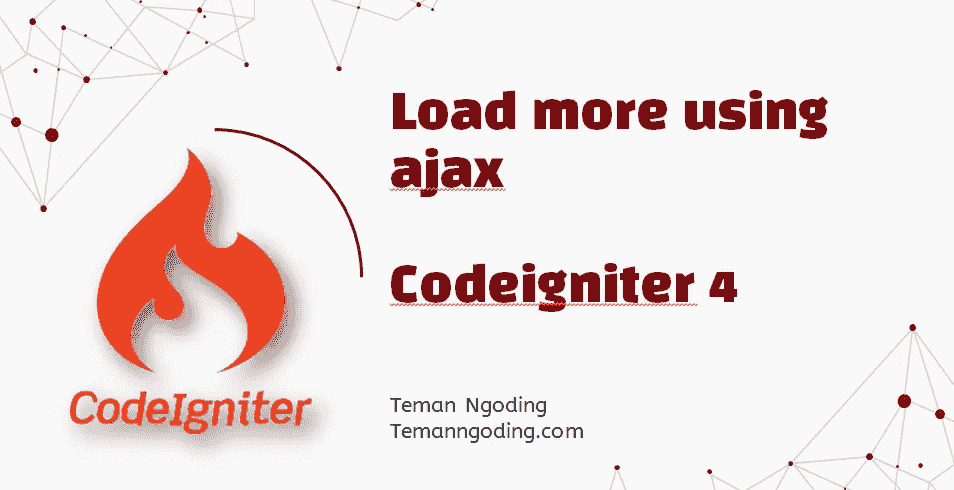 Load more using
ajax
Codeigniter 4
CodeIgniter
Teman Ngoding
Temanngoding.com